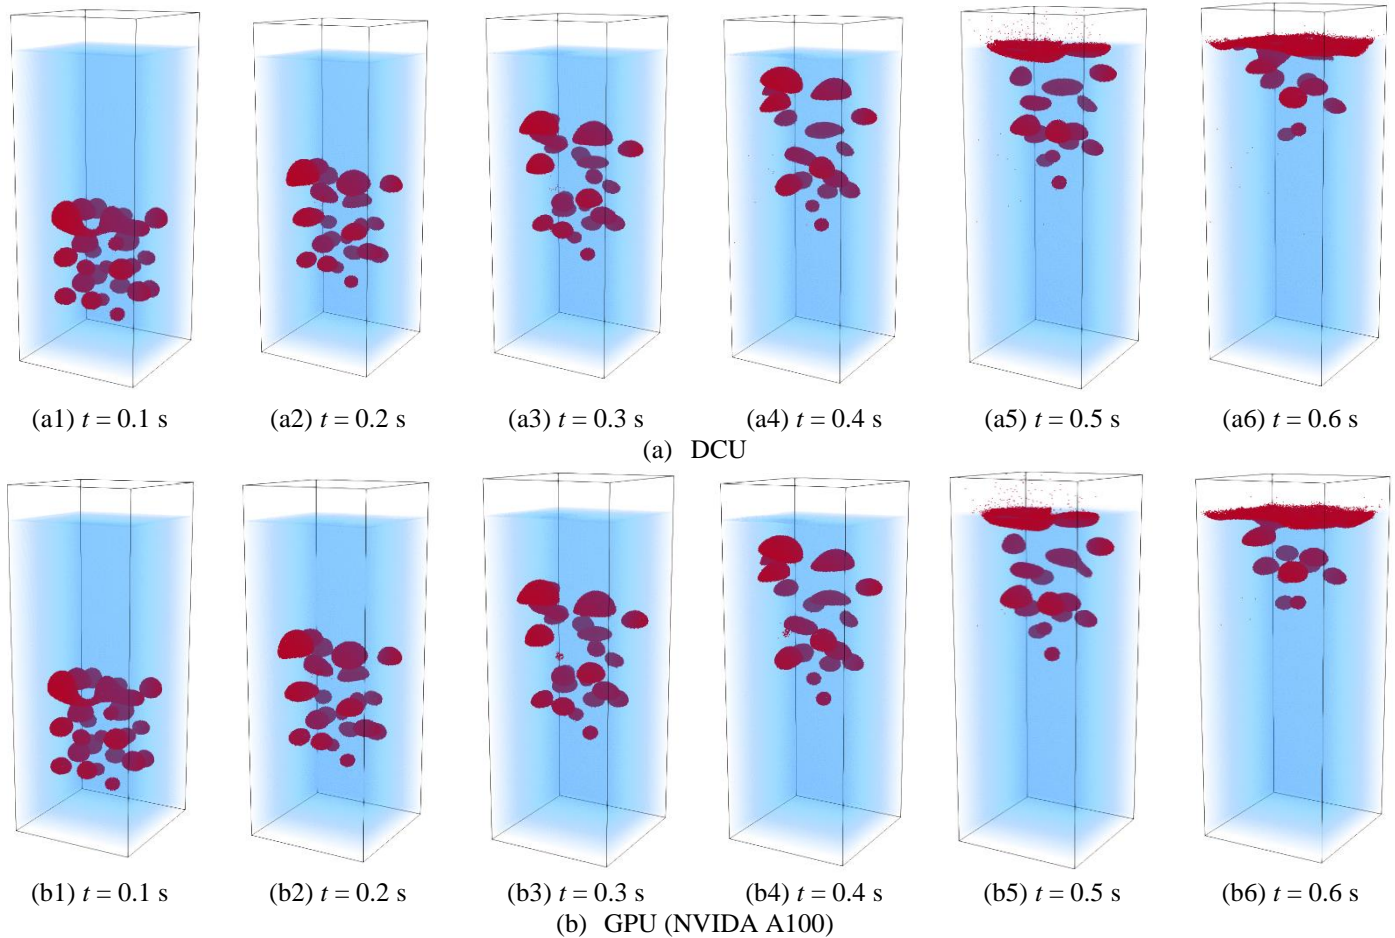 (a1) t = 0.1 s (a2) t = 0.2 s (a3) t = 0.3 s (a4) t = 0.4 s (a5) t = 0.5 s (a6) t = 0.6 s
(a) DCU
(b1) t = 0.1 s (b2) t = 0.2 s (b3) t = 0.3 s (b4) t = 0.4 s (b5) t = 0.5 s (b6) t = 0.6 s
(b) GPU (NVIDA A100)